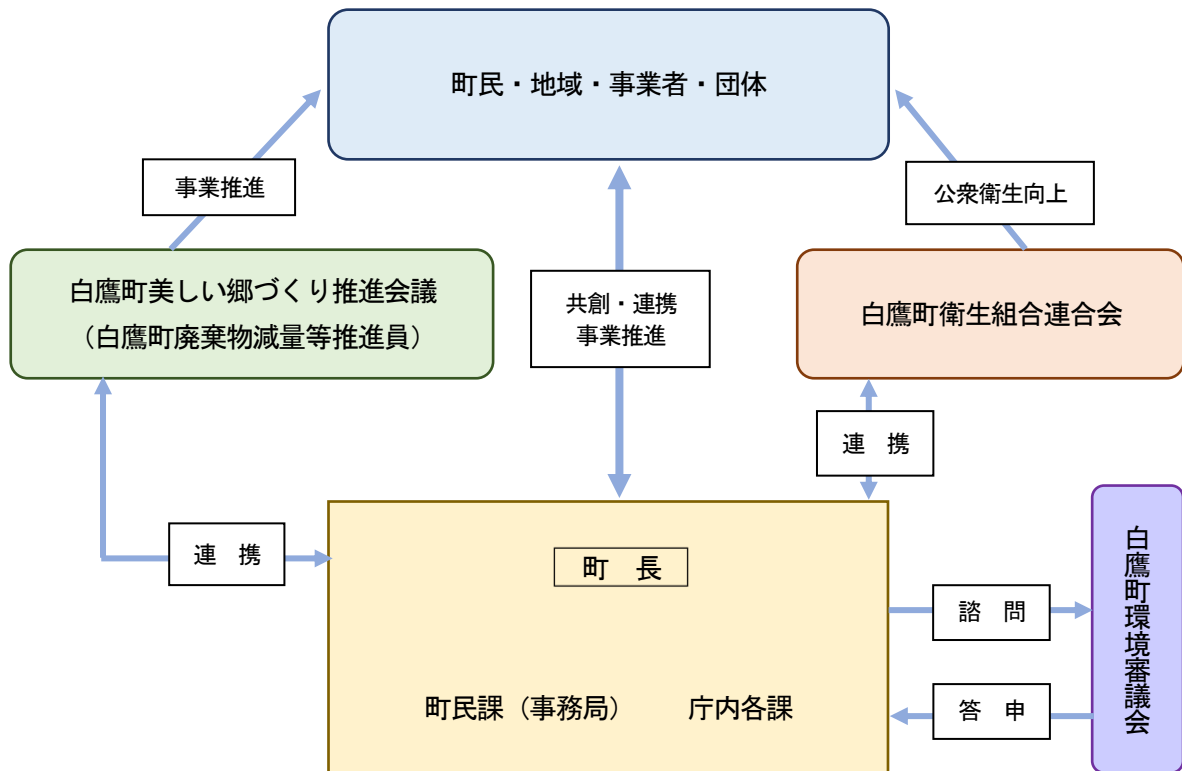 町民・地域・事業者・団体
事業推進
公衆衛生向上
白鷹町美しい郷づくり推進会議
（白鷹町廃棄物減量等推進員）
共創・連携
事業推進
白鷹町衛生組合連合会
連　携
連　携
町　長
諮　問
白鷹町環境審議会
町民課（事務局）　　庁内各課
答　申